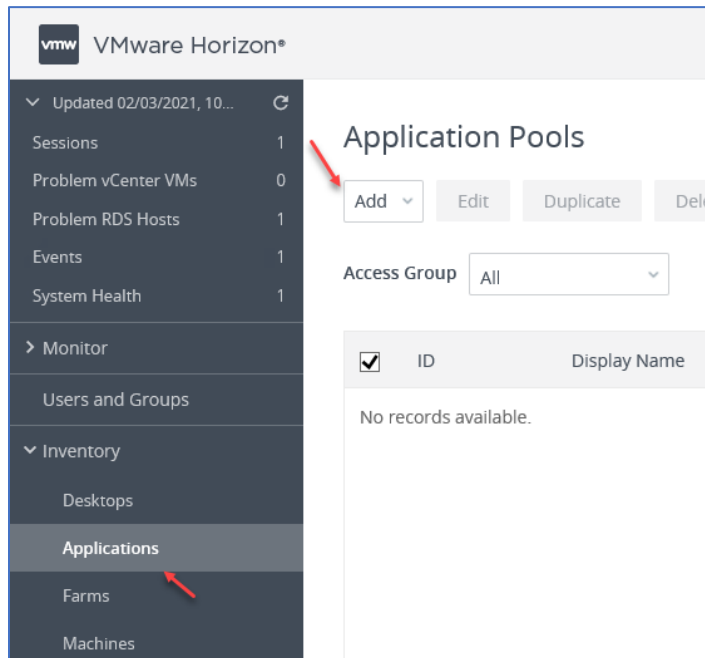 vmw VMware Horizon®
Updated 02/03/2021, 10...
Sessions 1
Problem vCenter VMs 0
Problem RDS Hosts 1
Events 1
System Health 1
Monitor
Users and Groups
Inventory
Desktops
Applications
Farms
Machines
Application Pools
Add Edit Duplicate Del
Access Group All
ID Display Name
No records available.